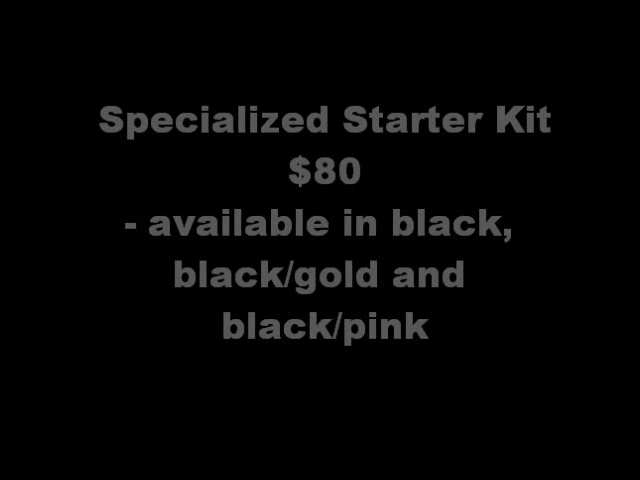 Specialized Starter Kit
$80
- available in black,
black/gold and
black/pink